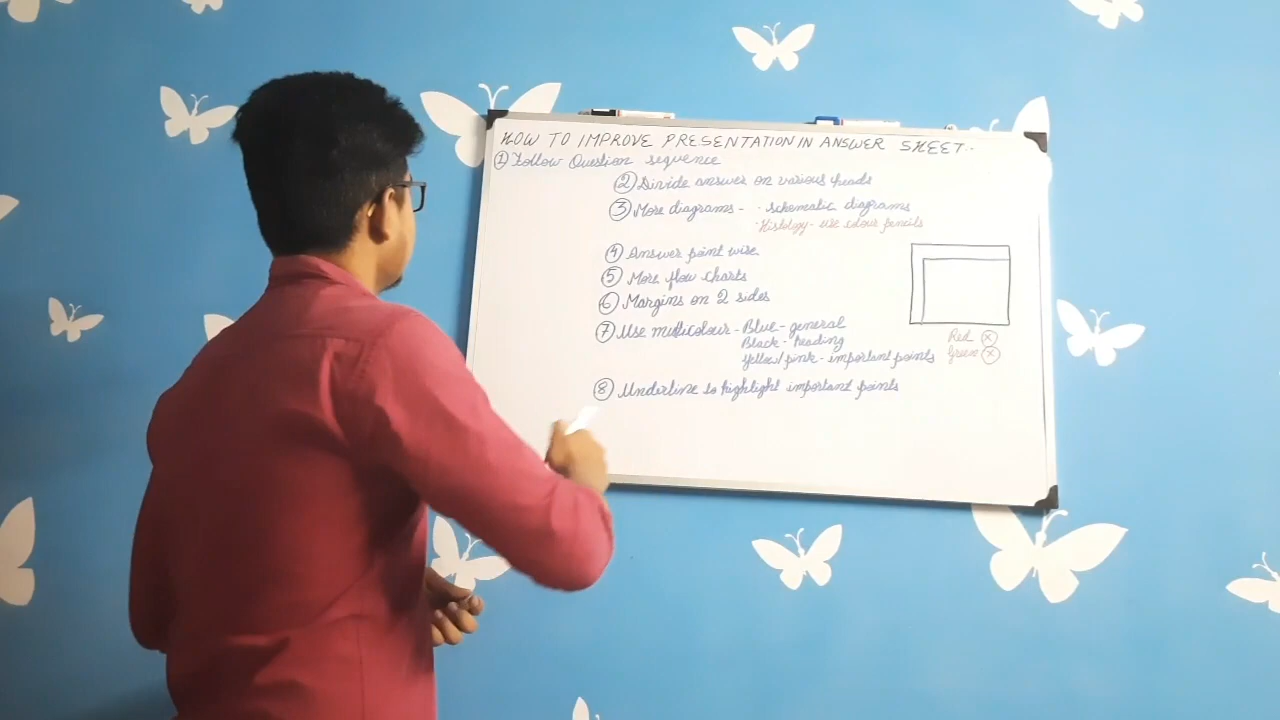 HOW TO IMPROVE PRESENTATION IN ANSWER SHEET..
① Follow Question sequence
② Divide answer on various heads
③ More diagrams - · schematic diagrams
· Histology - use colour pencils
④ Answer point wise
⑤ More flow charts
⑥ Margins on 2 sides
⑦ Use multicolour - Blue - general
Black - heading
Yellow/pink - important points
Red ⓧ
Green ⓧ
⑧ Underline to highlight important points